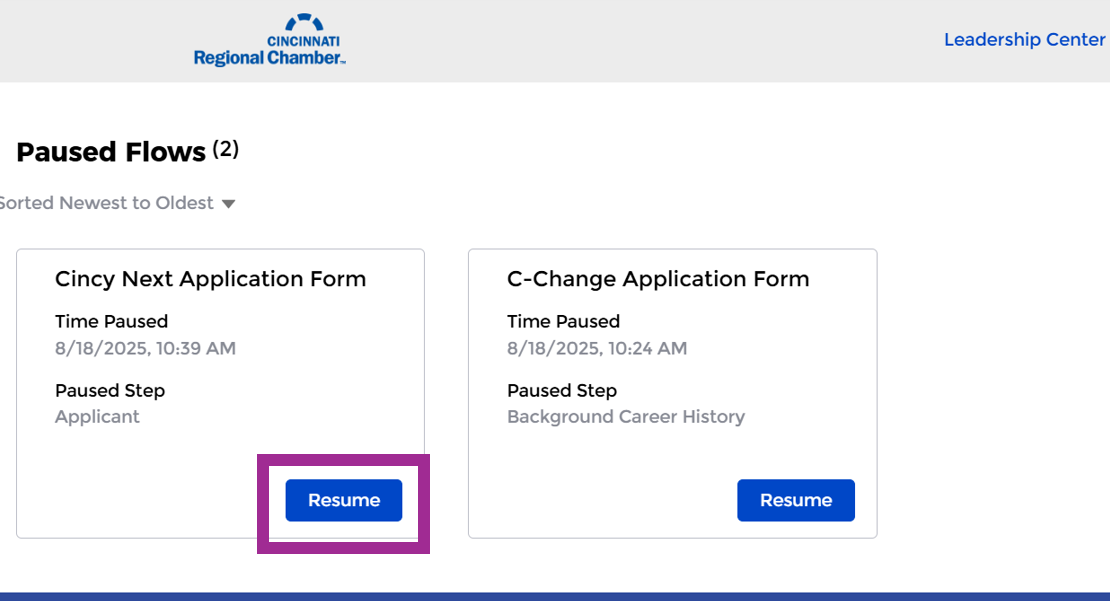 CINCINNATI
Regional Chamber™
Leadership Center
Paused Flows (2)
Sorted Newest to Oldest
Cincy Next Application Form
Time Paused
8/18/2025, 10:39 AM
Paused Step
Applicant
Resume
C-Change Application Form
Time Paused
8/18/2025, 10:24 AM
Paused Step
Background Career History
Resume